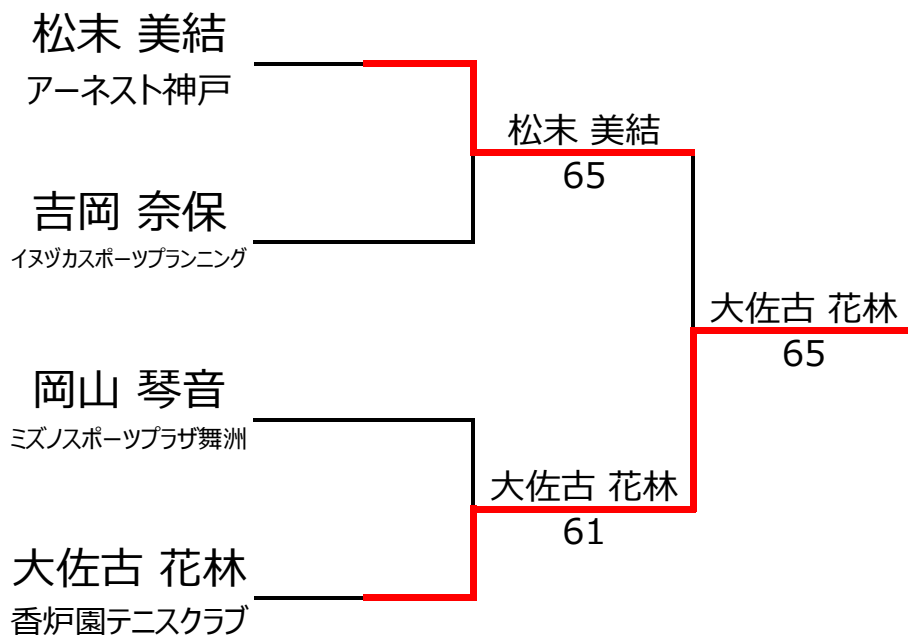 松末 美結
アーネスト神戸
松末 美結
65
吉岡 奈保
イヌヅカスポーツプランニング
大佐古 花林
65
岡山 琴音
ミズノスポーツプラザ舞洲
大佐古 花林
61
大佐古 花林
香炉園テニスクラブ